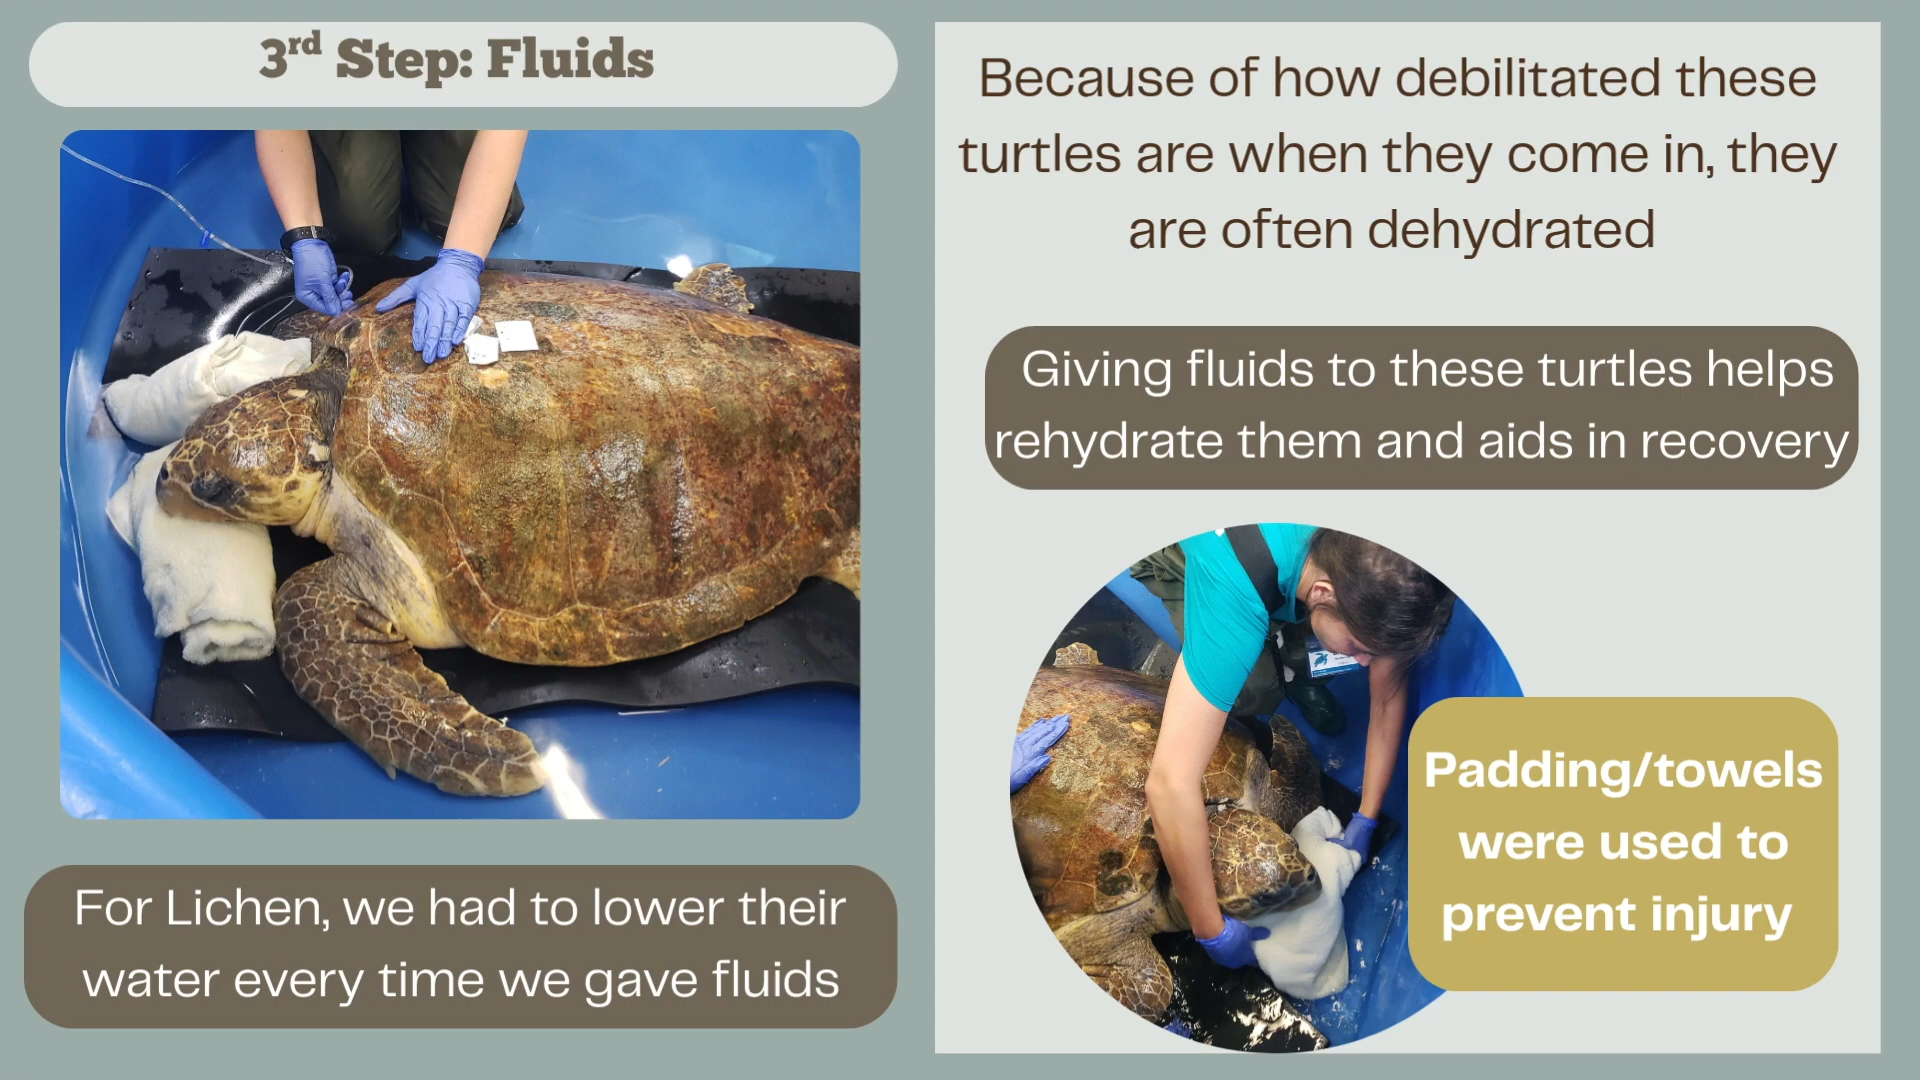 3rd Step: Fluids
For Lichen, we had to lower their
water every time we gave fluids
Because of how debilitated these
turtles are when they come in, they
are often dehydrated
Giving fluids to these turtles helps
rehydrate them and aids in recovery
Padding/towels
were used to
prevent injury